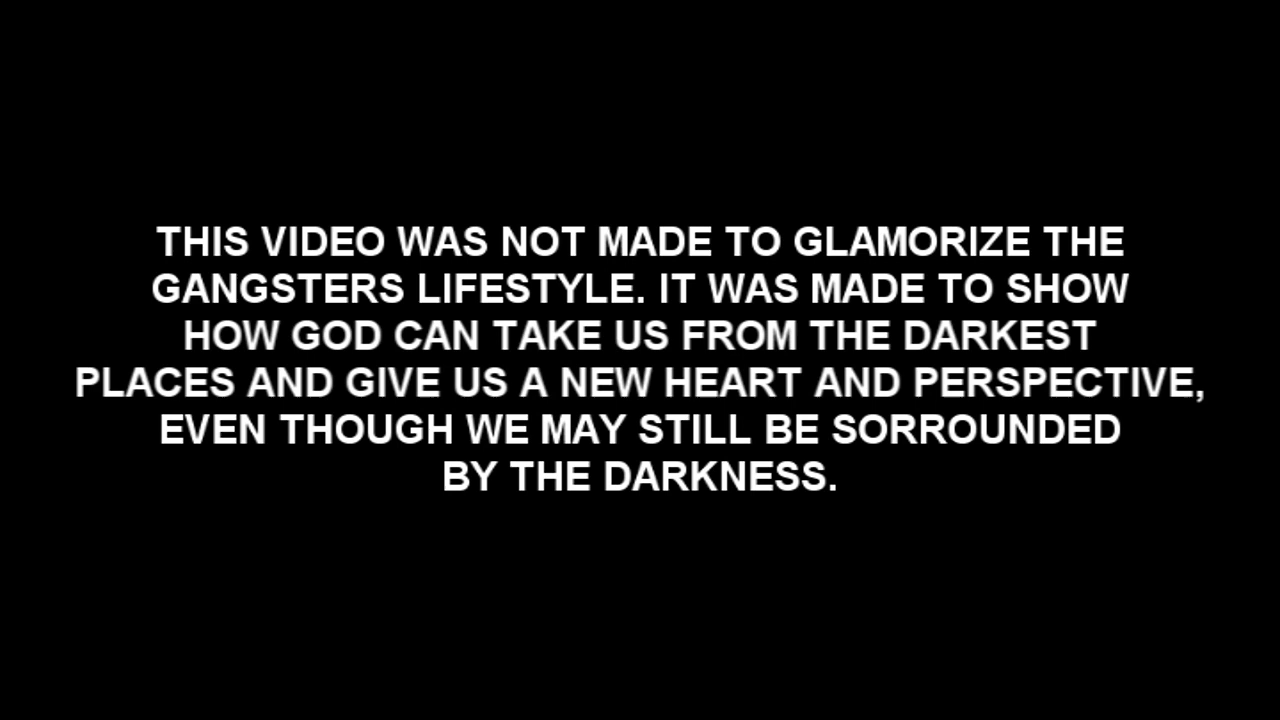 THIS VIDEO WAS NOT MADE TO GLAMORIZE THE
GANGSTERS LIFESTYLE. IT WAS MADE TO SHOW
HOW GOD CAN TAKE US FROM THE DARKEST
PLACES AND GIVE US A NEW HEART AND PERSPECTIVE,
EVEN THOUGH WE MAY STILL BE SORROUNDED
BY THE DARKNESS.